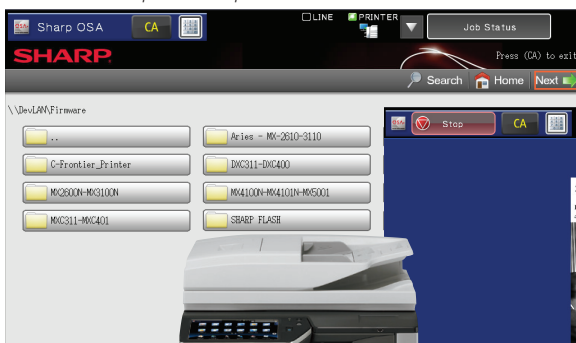 Sharp OSA
CA
LINE
PRINTER
Job Status
SHARP
Press (CA) to exit
Search
Home
Next
\\DevLAN\Firmware
..
Aries - MX-2610-3110
C-Frontier_Printer
DXC311-DXC400
MX2600N-MX3100N
MX4100N-MX4101N-MX5001
MXC311-MXC401
SHARP FLASH
Stop
CA